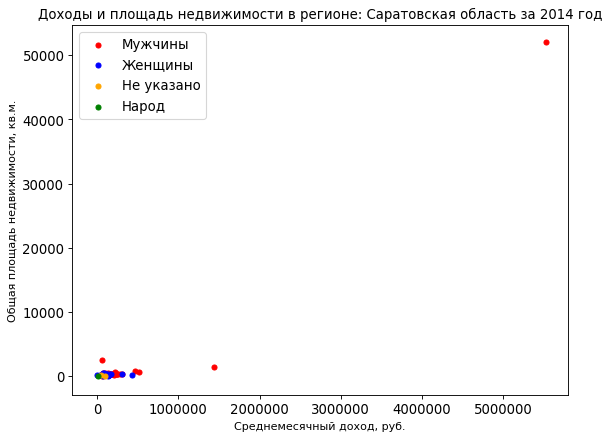 Доходы и площадь недвижимости в регионе: Саратовская область за 2014 год
Мужчины
Женщины
Не указано
Народ
Общая площадь недвижимости, кв.м.
50000
40000
30000
20000
10000
0
0 1000000 2000000 3000000 4000000 5000000
Среднемесячный доход, руб.